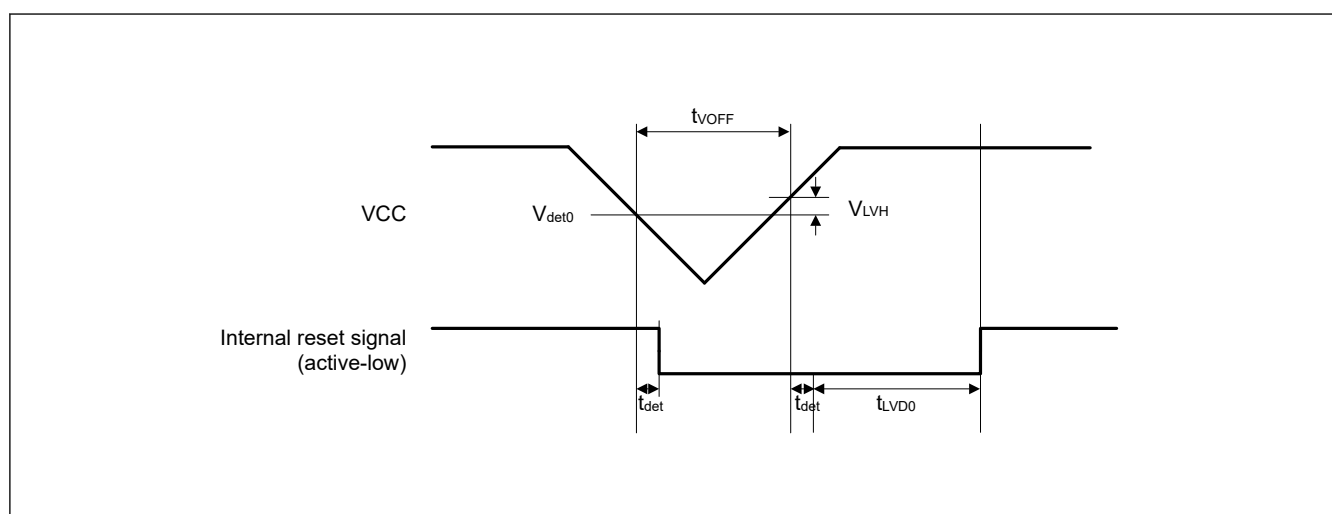 tVOFF
VCC
Vdet0
VLVH
Internal reset signal
(active-low)
tdet
tdet
tLVD0